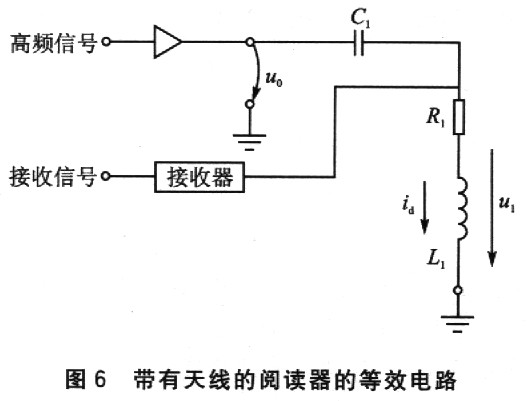 高频信号
C₁
u₀
R₁
接收信号
接收器
i_d
u₁
L₁
图 6 带有天线的阅读器的等效电路